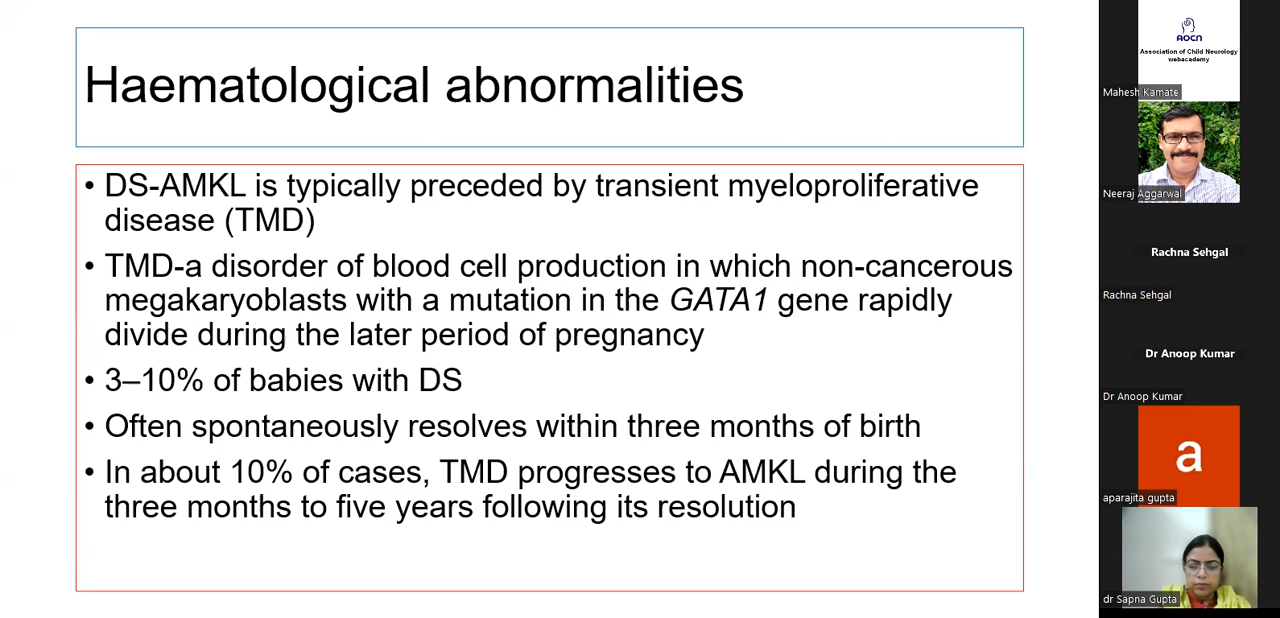 Haematological abnormalities
• DS-AMKL is typically preceded by transient myeloproliferative
disease (TMD)
• TMD-a disorder of blood cell production in which non-cancerous
megakaryoblasts with a mutation in the GATA1 gene rapidly
divide during the later period of pregnancy
• 3–10% of babies with DS
• Often spontaneously resolves within three months of birth
• In about 10% of cases, TMD progresses to AMKL during the
three months to five years following its resolution
AOCN
Association of Child Neurology
webacademy
Mahesh Kamate
Neeraj Aggarwal
Rachna Sehgal
Rachna Sehgal
Dr Anoop Kumar
Dr Anoop Kumar
a
aparajita gupta
dr Sapna Gupta